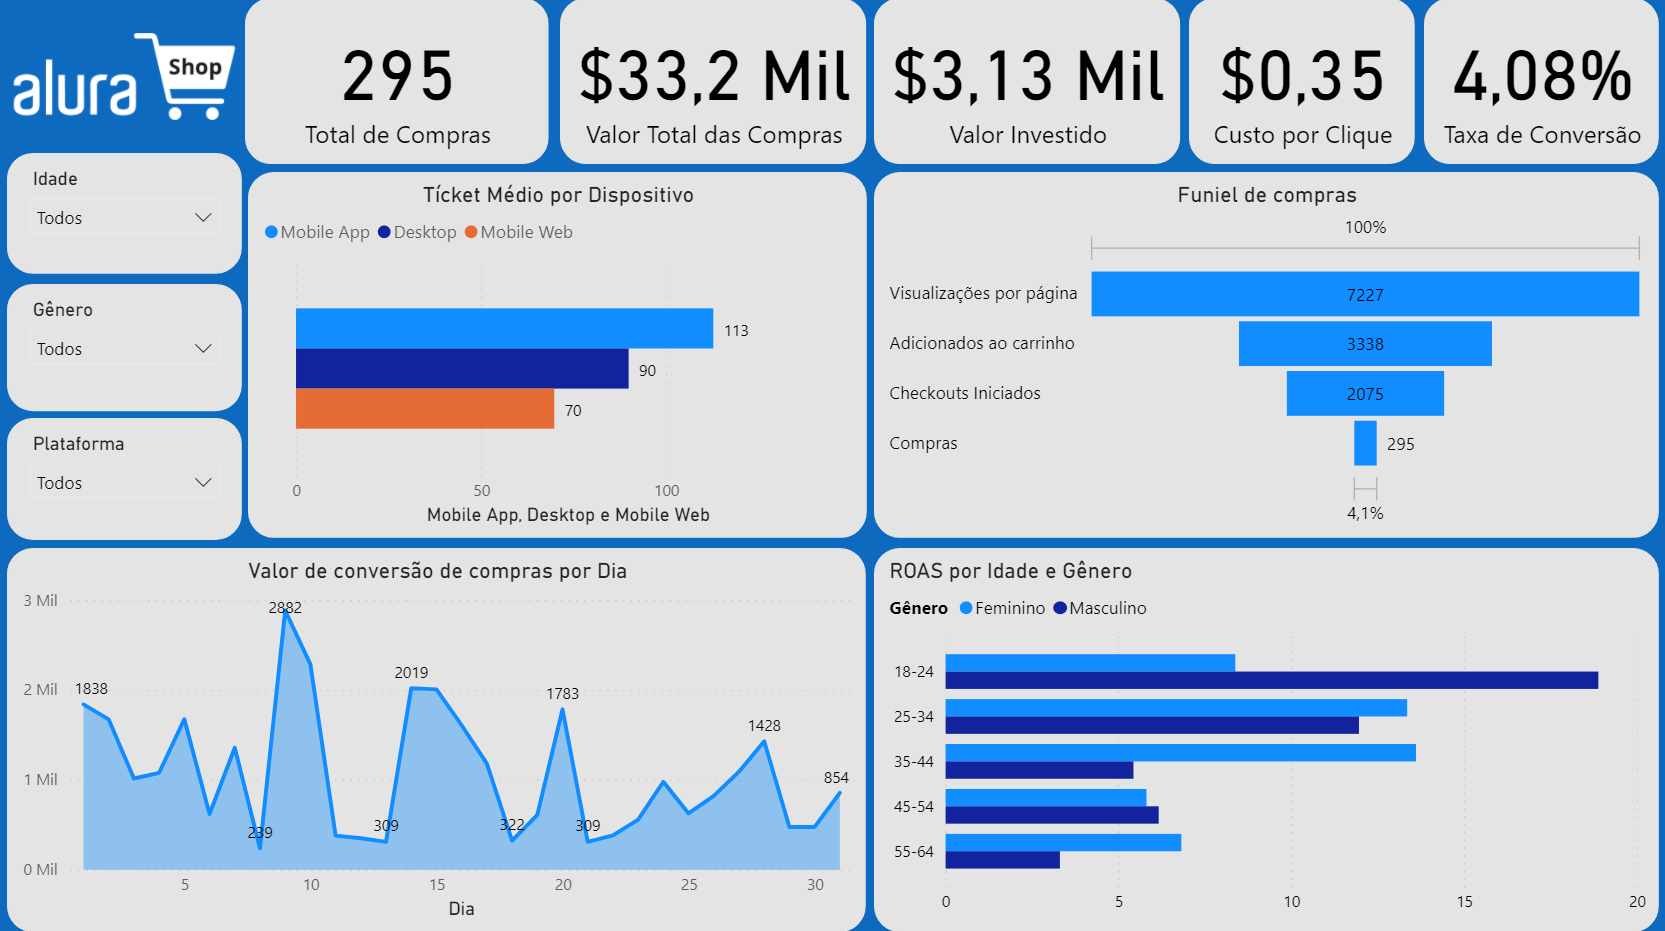 alura Shop
295
Total de Compras
$33,2 Mil
Valor Total das Compras
$3,13 Mil
Valor Investido
$0,35
Custo por Clique
4,08%
Taxa de Conversão
Idade
Todos
Gênero
Todos
Plataforma
Todos
Tícket Médio por Dispositivo
Mobile App Desktop Mobile Web
113
90
70
0 50 100
Mobile App, Desktop e Mobile Web
Funiel de compras
100%
Visualizações por página 7227
Adicionados ao carrinho 3338
Checkouts Iniciados 2075
Compras 295
4,1%
Valor de conversão de compras por Dia
3 Mil
2 Mil
1 Mil
0 Mil
1838
239
2882
309
2019
322
1783
309
1428
854
5 10 15 20 25 30
Dia
ROAS por Idade e Gênero
Gênero Feminino Masculino
18-24
25-34
35-44
45-54
55-64
0 5 10 15 20